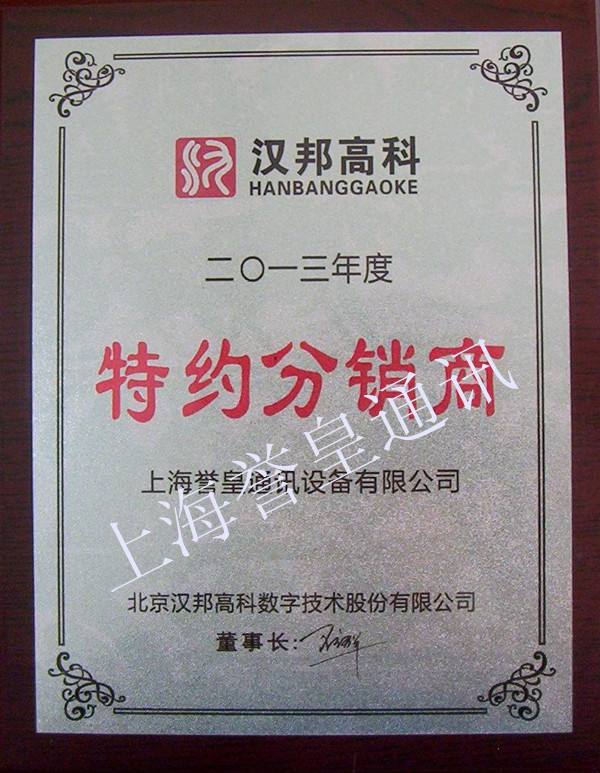 汉邦高科
HANBANGGAOKE
二〇一三年度
特约分销商
上海誉皇通讯设备有限公司
上海誉皇通讯
北京汉邦高科数字技术股份有限公司
董事长: